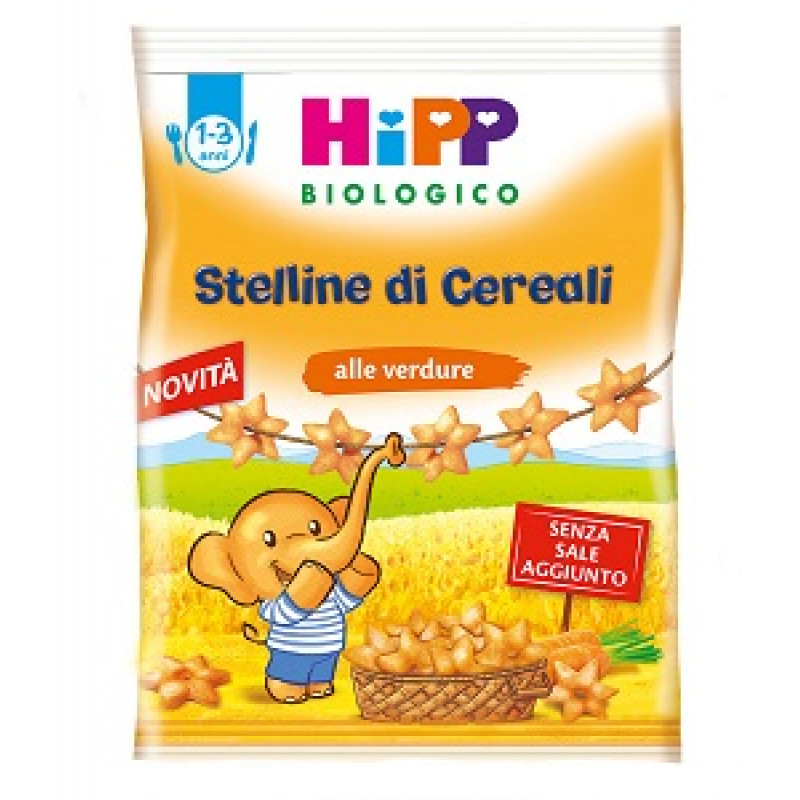 1-3
anni
HiPP
BIOLOGICO
Stelline di Cereali
alle verdure
NOVITÀ
SENZA
SALE
AGGIUNTO